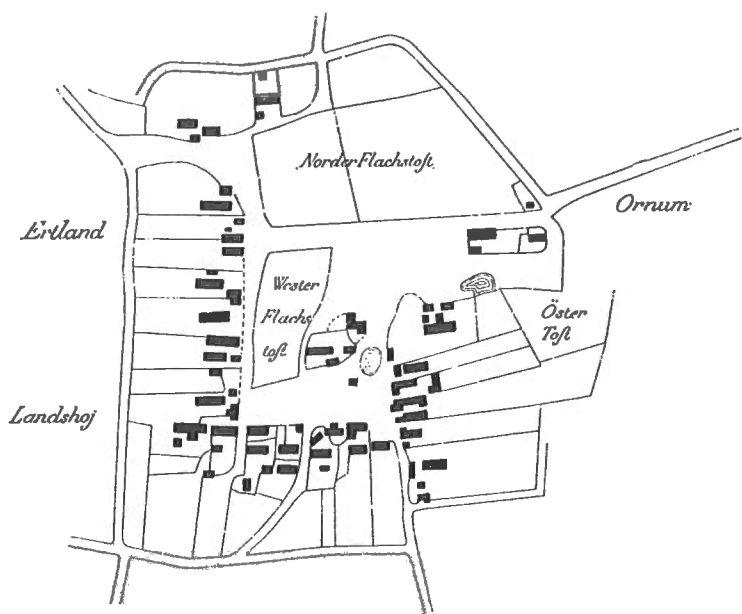 Norder Flachstoft.
Ornum
Ertland
Wester
Flachs
toft.
Öster
Toft
Landshoj